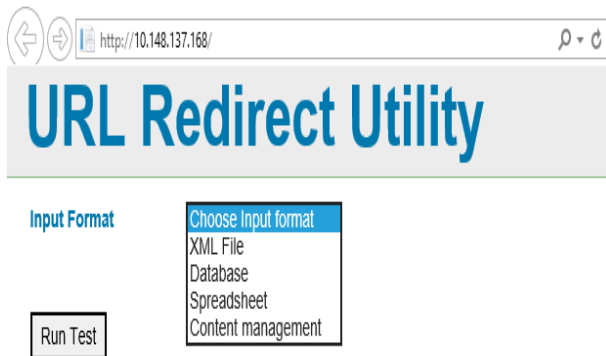 http://10.148.137.168/
URL Redirect Utility
Input Format
Choose Input format
XML File
Database
Spreadsheet
Content management
Run Test